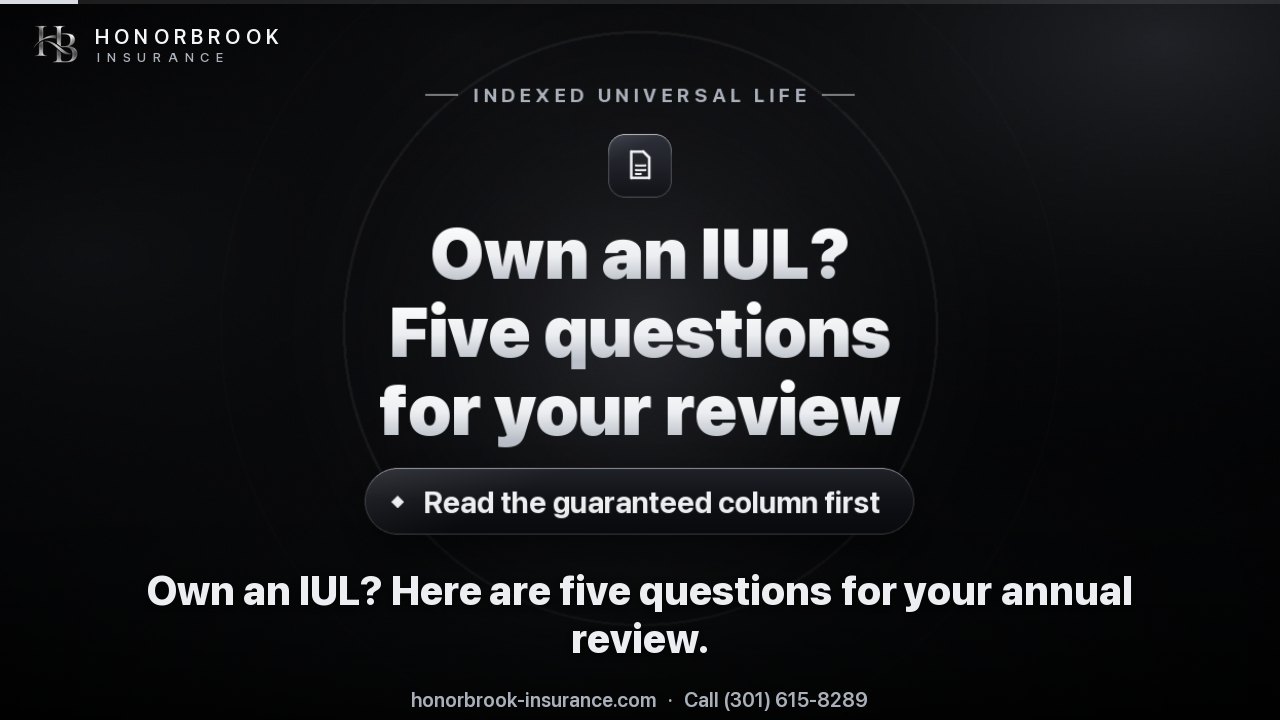 HONORBROOK
INSURANCE
INDEXED UNIVERSAL LIFE
Own an IUL?
Five questions
for your review
Read the guaranteed column first
Own an IUL? Here are five questions for your annual
review.
honorbrook-insurance.com · Call (301) 615-8289